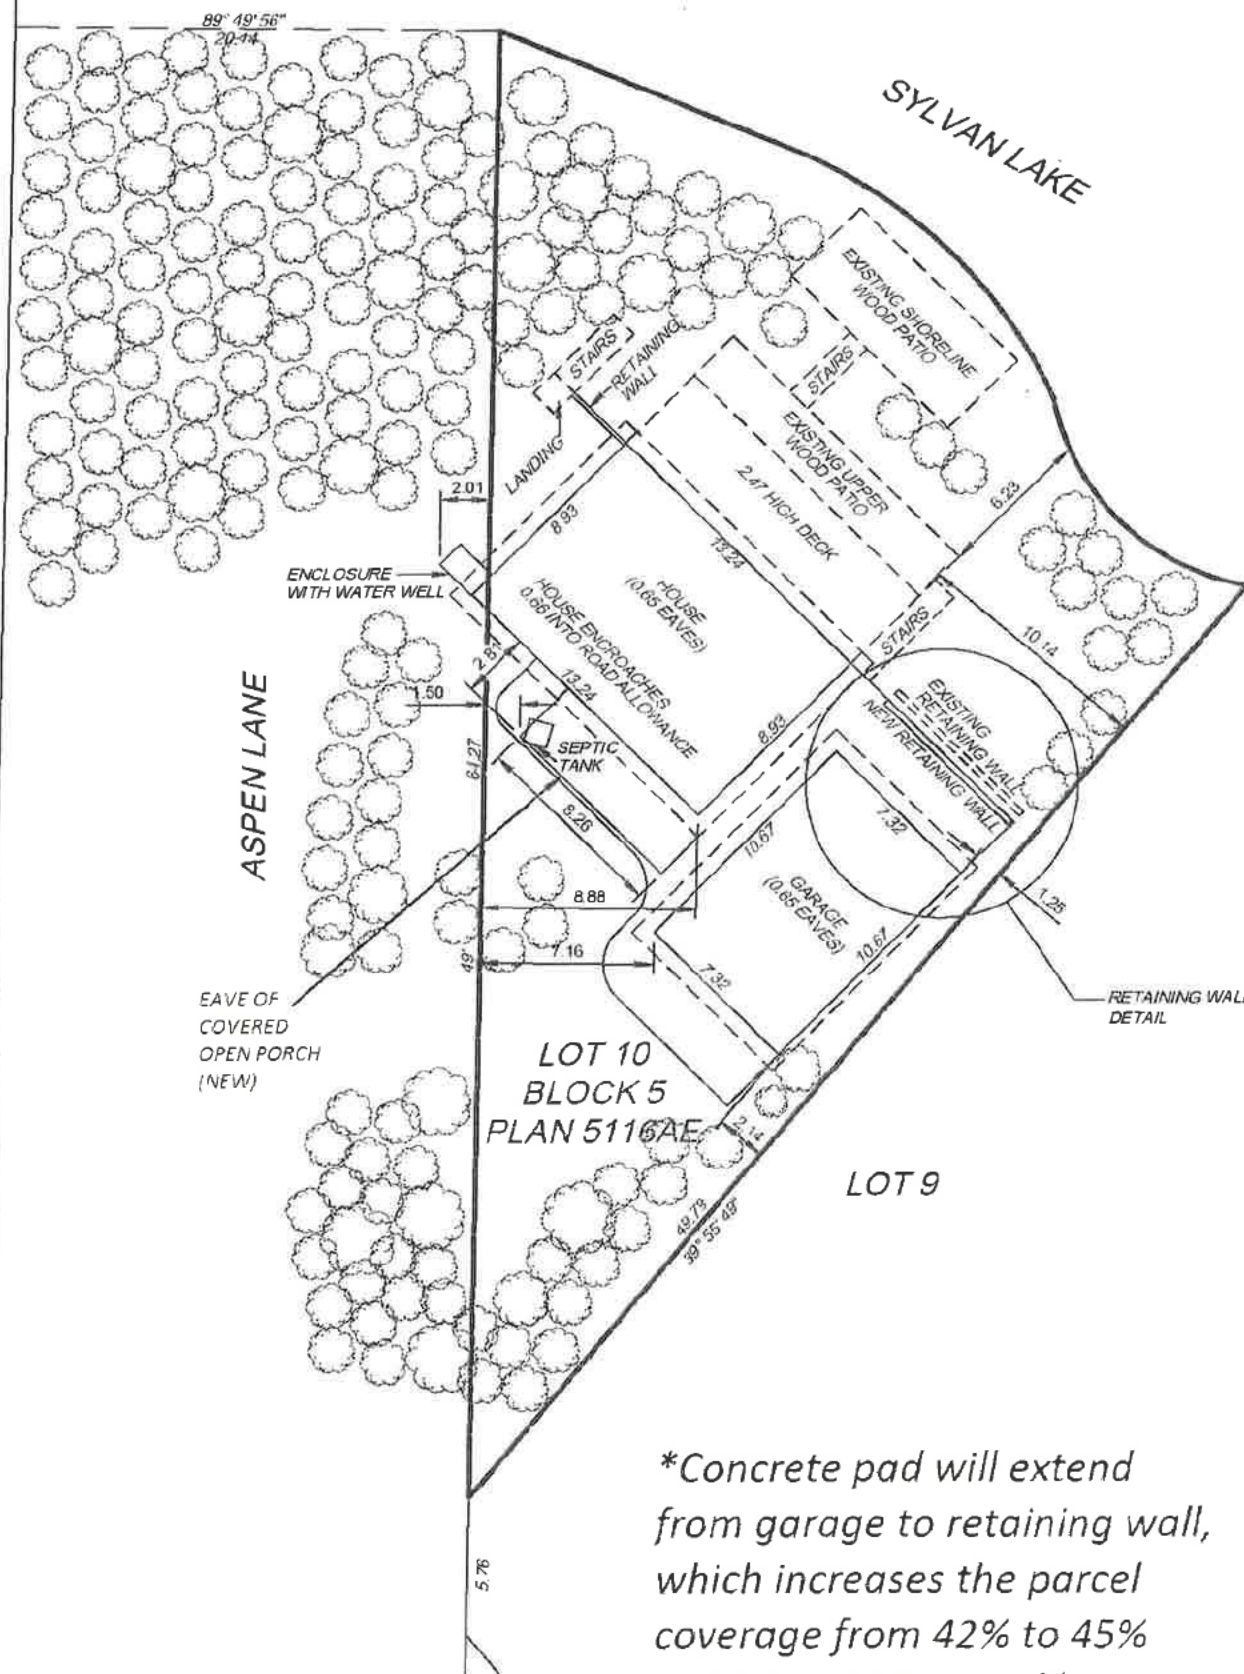 89° 49' 56"
20.44
SYLVAN LAKE
EXISTING SHORELINE
WOOD PATIO
STAIRS
RETAINING
WALL
STAIRS
LANDING
EXISTING UPPER
WOOD PATIO
2.47 HIGH DECK
6.23
2.01
8.93
13.24
ENCLOSURE
WITH WATER WELL
HOUSE
(0.65 EAVES)
HOUSE ENCROACHES
0.66 INTO ROAD ALLOWANCE
STAIRS
10.14
2.81
13.24
1.50
ASPEN LANE
61.27
SEPTIC
TANK
8.93
EXISTING
RETAINING WALL
NEW RETAINING WALL
8.26
10.67
7.32
GARAGE
(0.65 EAVES)
1.25
8.88
10.67
7.16
49'
7.32
EAVE OF
COVERED
OPEN PORCH
(NEW)
RETAINING WALL
DETAIL
LOT 10
BLOCK 5
PLAN 5116AE
2.14
LOT 9
49.79
39° 55' 49"
*Concrete pad will extend
from garage to retaining wall,
which increases the parcel
coverage from 42% to 45%
5.76